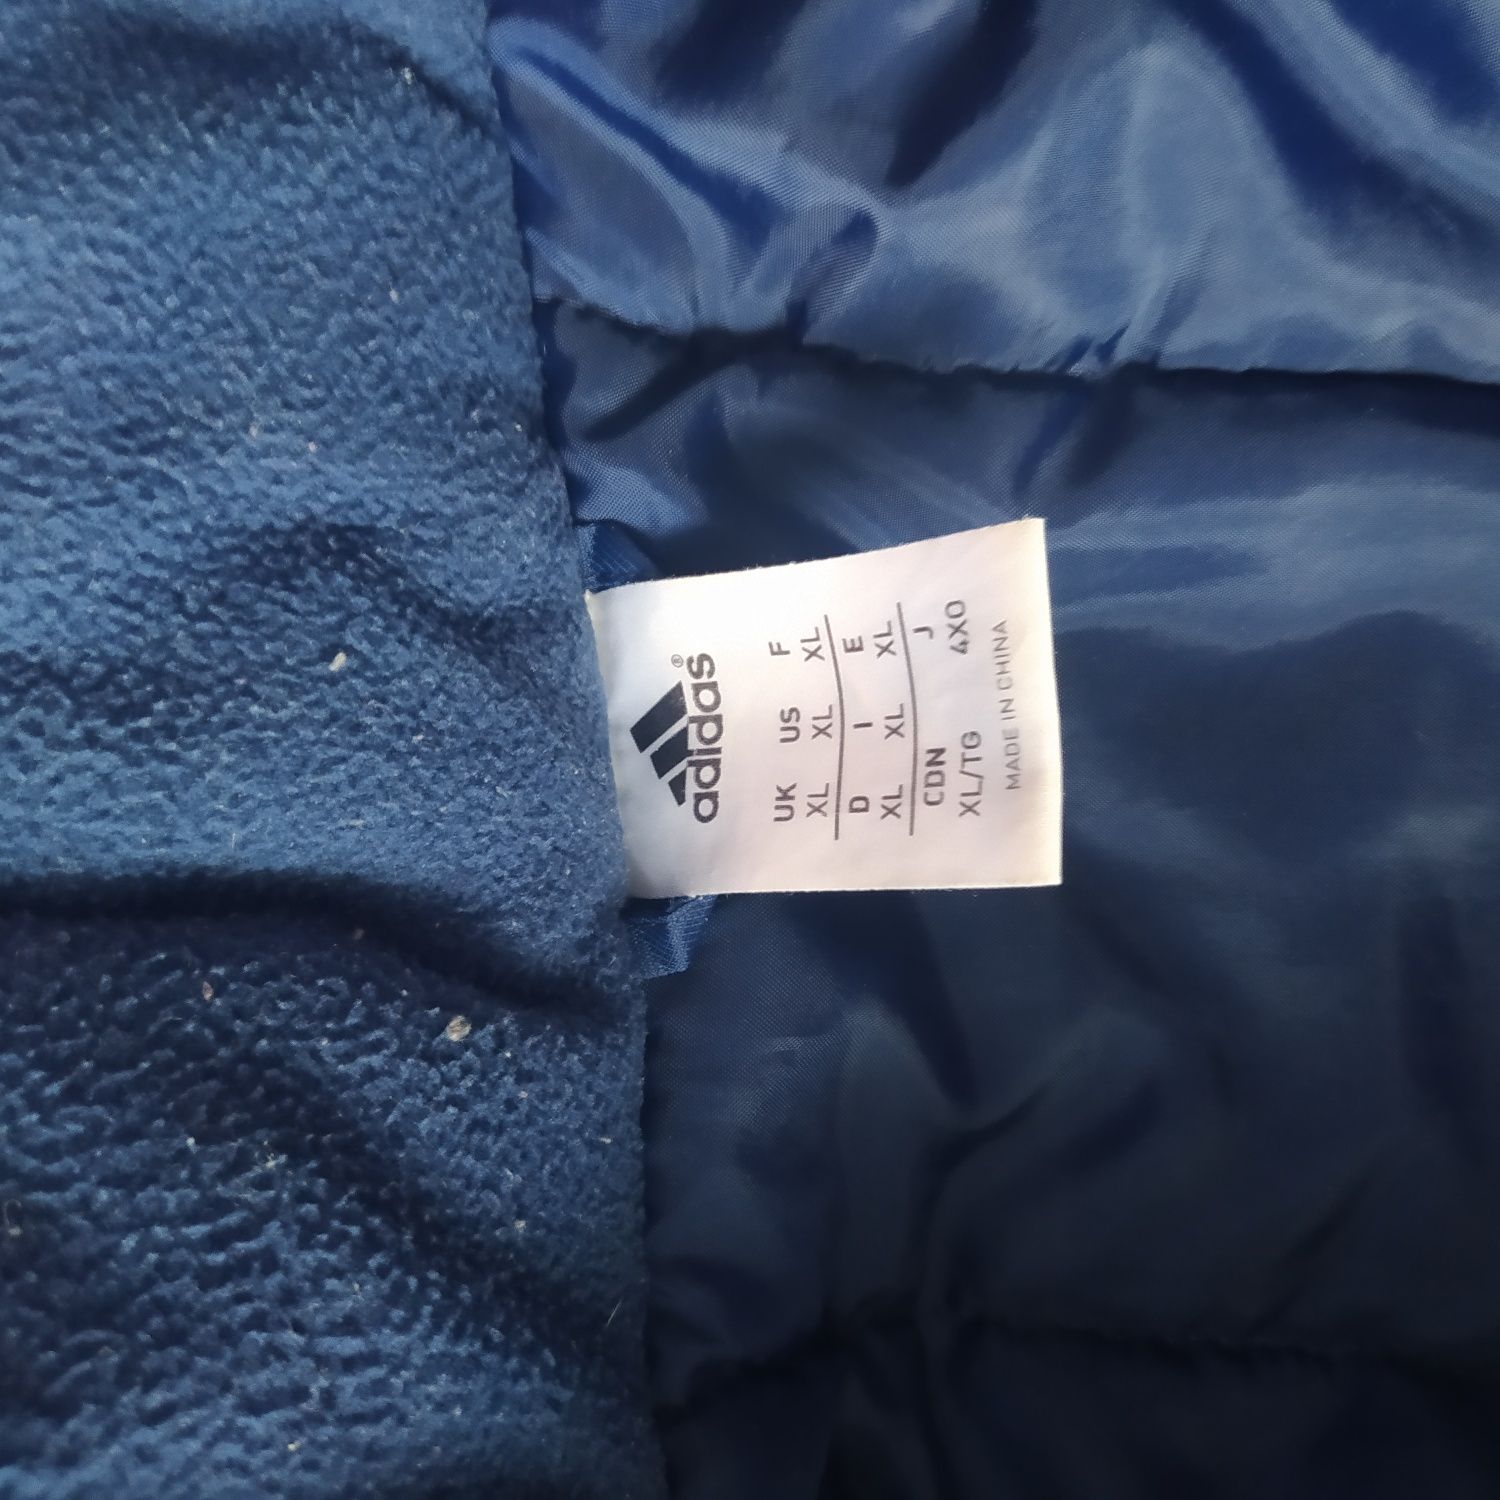 adidas®
UK US F
XL XL XL
D I E
XL XL XL
CDN J
XL/TG 4XO
MADE IN CHINA